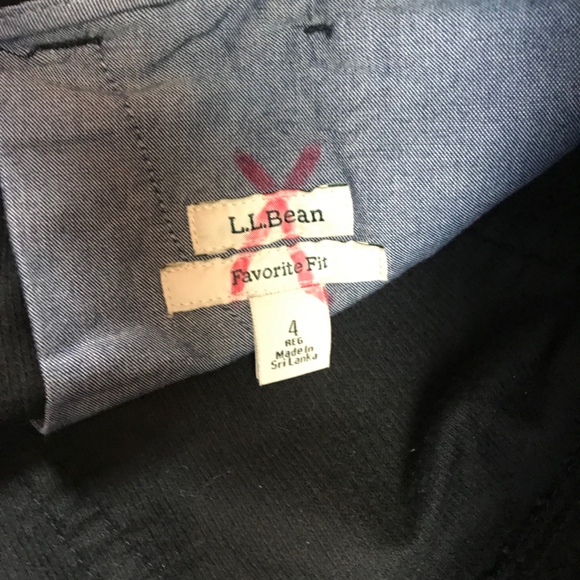 L.L.Bean
Favorite Fit
4
REG
Made in
Sri Lanka